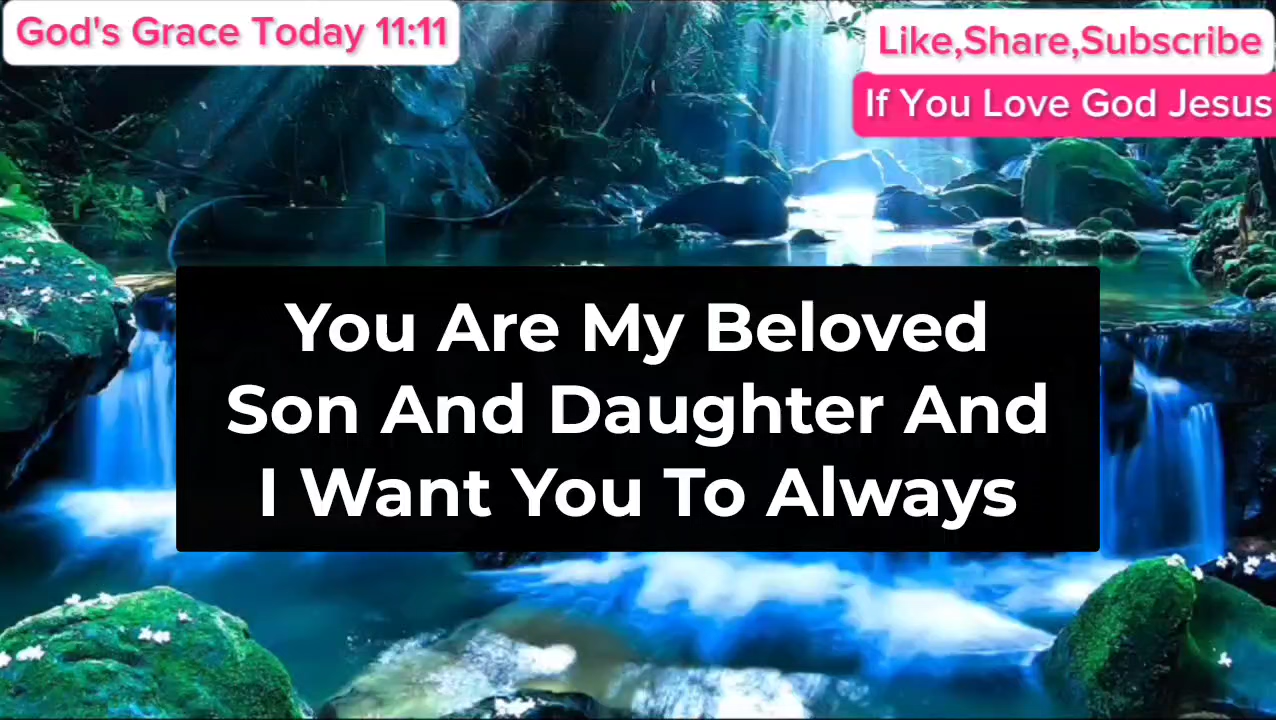 God's Grace Today 11:11
Like,Share,Subscribe
If You Love God Jesus
You Are My Beloved
Son And Daughter And
I Want You To Always